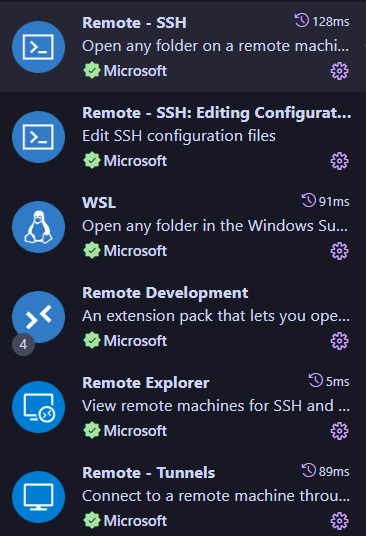 Remote - SSH 128ms
Open any folder on a remote machi...
Microsoft
Remote - SSH: Editing Configurat...
Edit SSH configuration files
Microsoft
WSL 91ms
Open any folder in the Windows Su...
Microsoft
Remote Development
An extension pack that lets you ope...
4 Microsoft
Remote Explorer 5ms
View remote machines for SSH and ...
Microsoft
Remote - Tunnels 89ms
Connect to a remote machine throu...
Microsoft